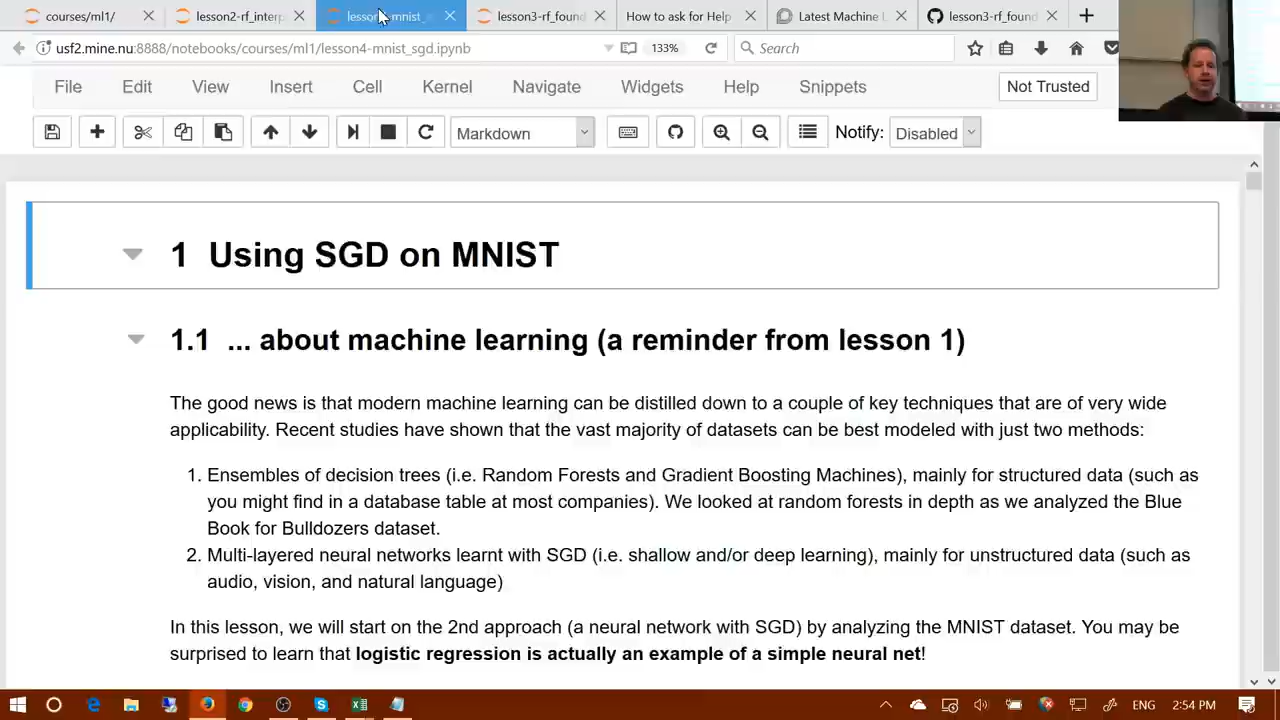 courses/ml1/
lesson2-rf_interp
lesson4-mnist_
lesson3-rf_found
How to ask for Help
Latest Machine L
lesson3-rf_found
usf2.mine.nu:8888/notebooks/courses/ml1/lesson4-mnist_sgd.ipynb
133%
Search
File Edit View Insert Cell Kernel Navigate Widgets Help Snippets
Not Trusted
Markdown
Notify: Disabled
1 Using SGD on MNIST
1.1 ... about machine learning (a reminder from lesson 1)
The good news is that modern machine learning can be distilled down to a couple of key techniques that are of very wide
applicability. Recent studies have shown that the vast majority of datasets can be best modeled with just two methods:
1. Ensembles of decision trees (i.e. Random Forests and Gradient Boosting Machines), mainly for structured data (such as
you might find in a database table at most companies). We looked at random forests in depth as we analyzed the Blue
Book for Bulldozers dataset.
2. Multi-layered neural networks learnt with SGD (i.e. shallow and/or deep learning), mainly for unstructured data (such as
audio, vision, and natural language)
In this lesson, we will start on the 2nd approach (a neural network with SGD) by analyzing the MNIST dataset. You may be
surprised to learn that logistic regression is actually an example of a simple neural net!
ENG
2:54 PM